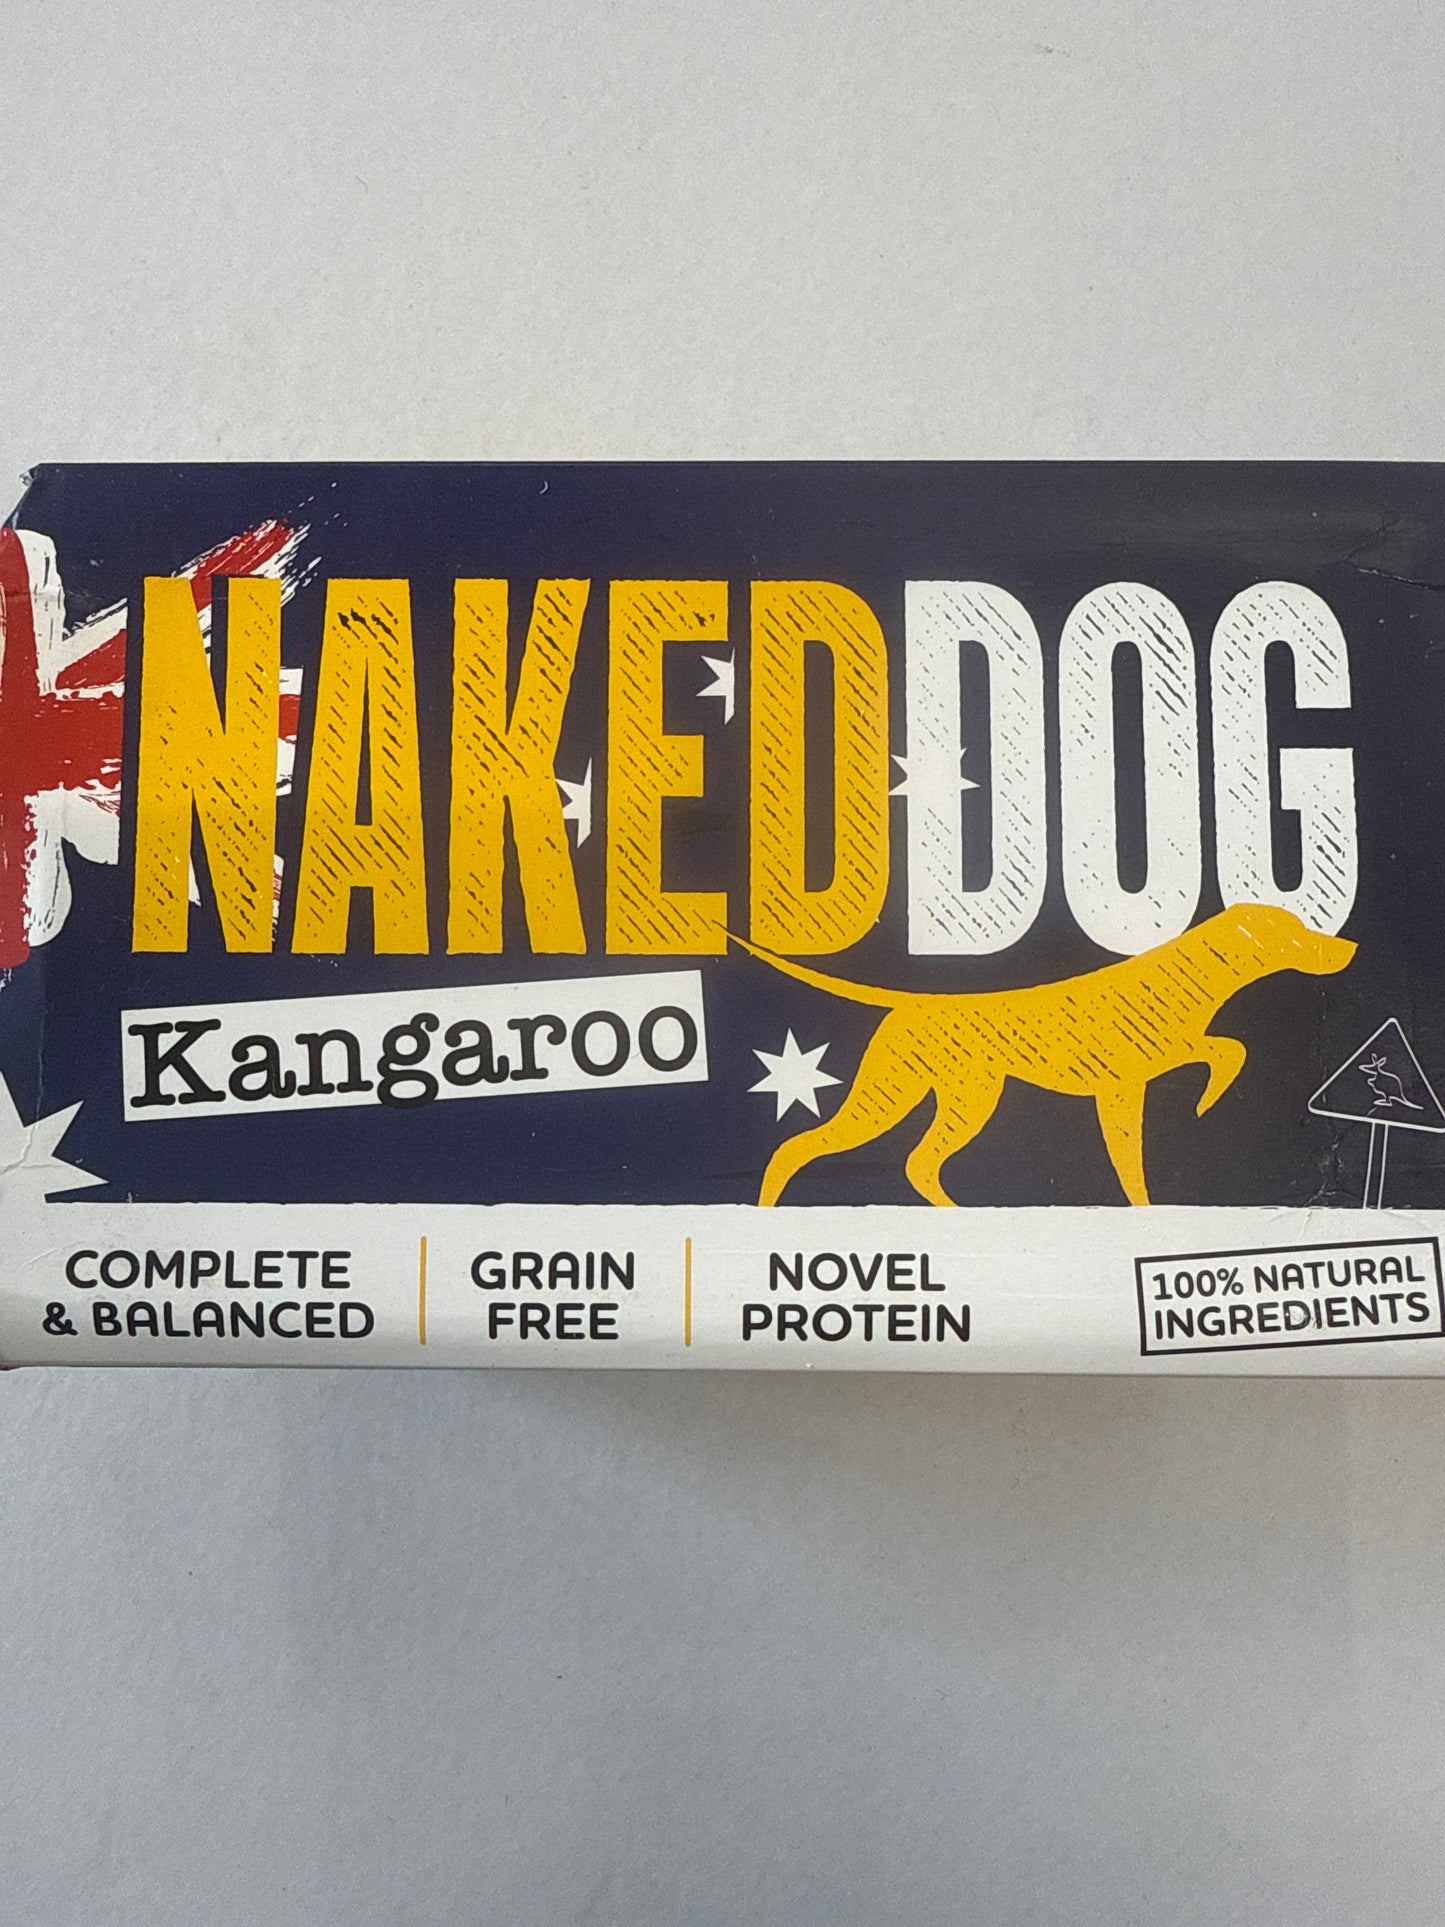 NAKEDDOG
Kangaroo
COMPLETE
& BALANCED
GRAIN
FREE
NOVEL
PROTEIN
100% NATURAL
INGREDIENTS